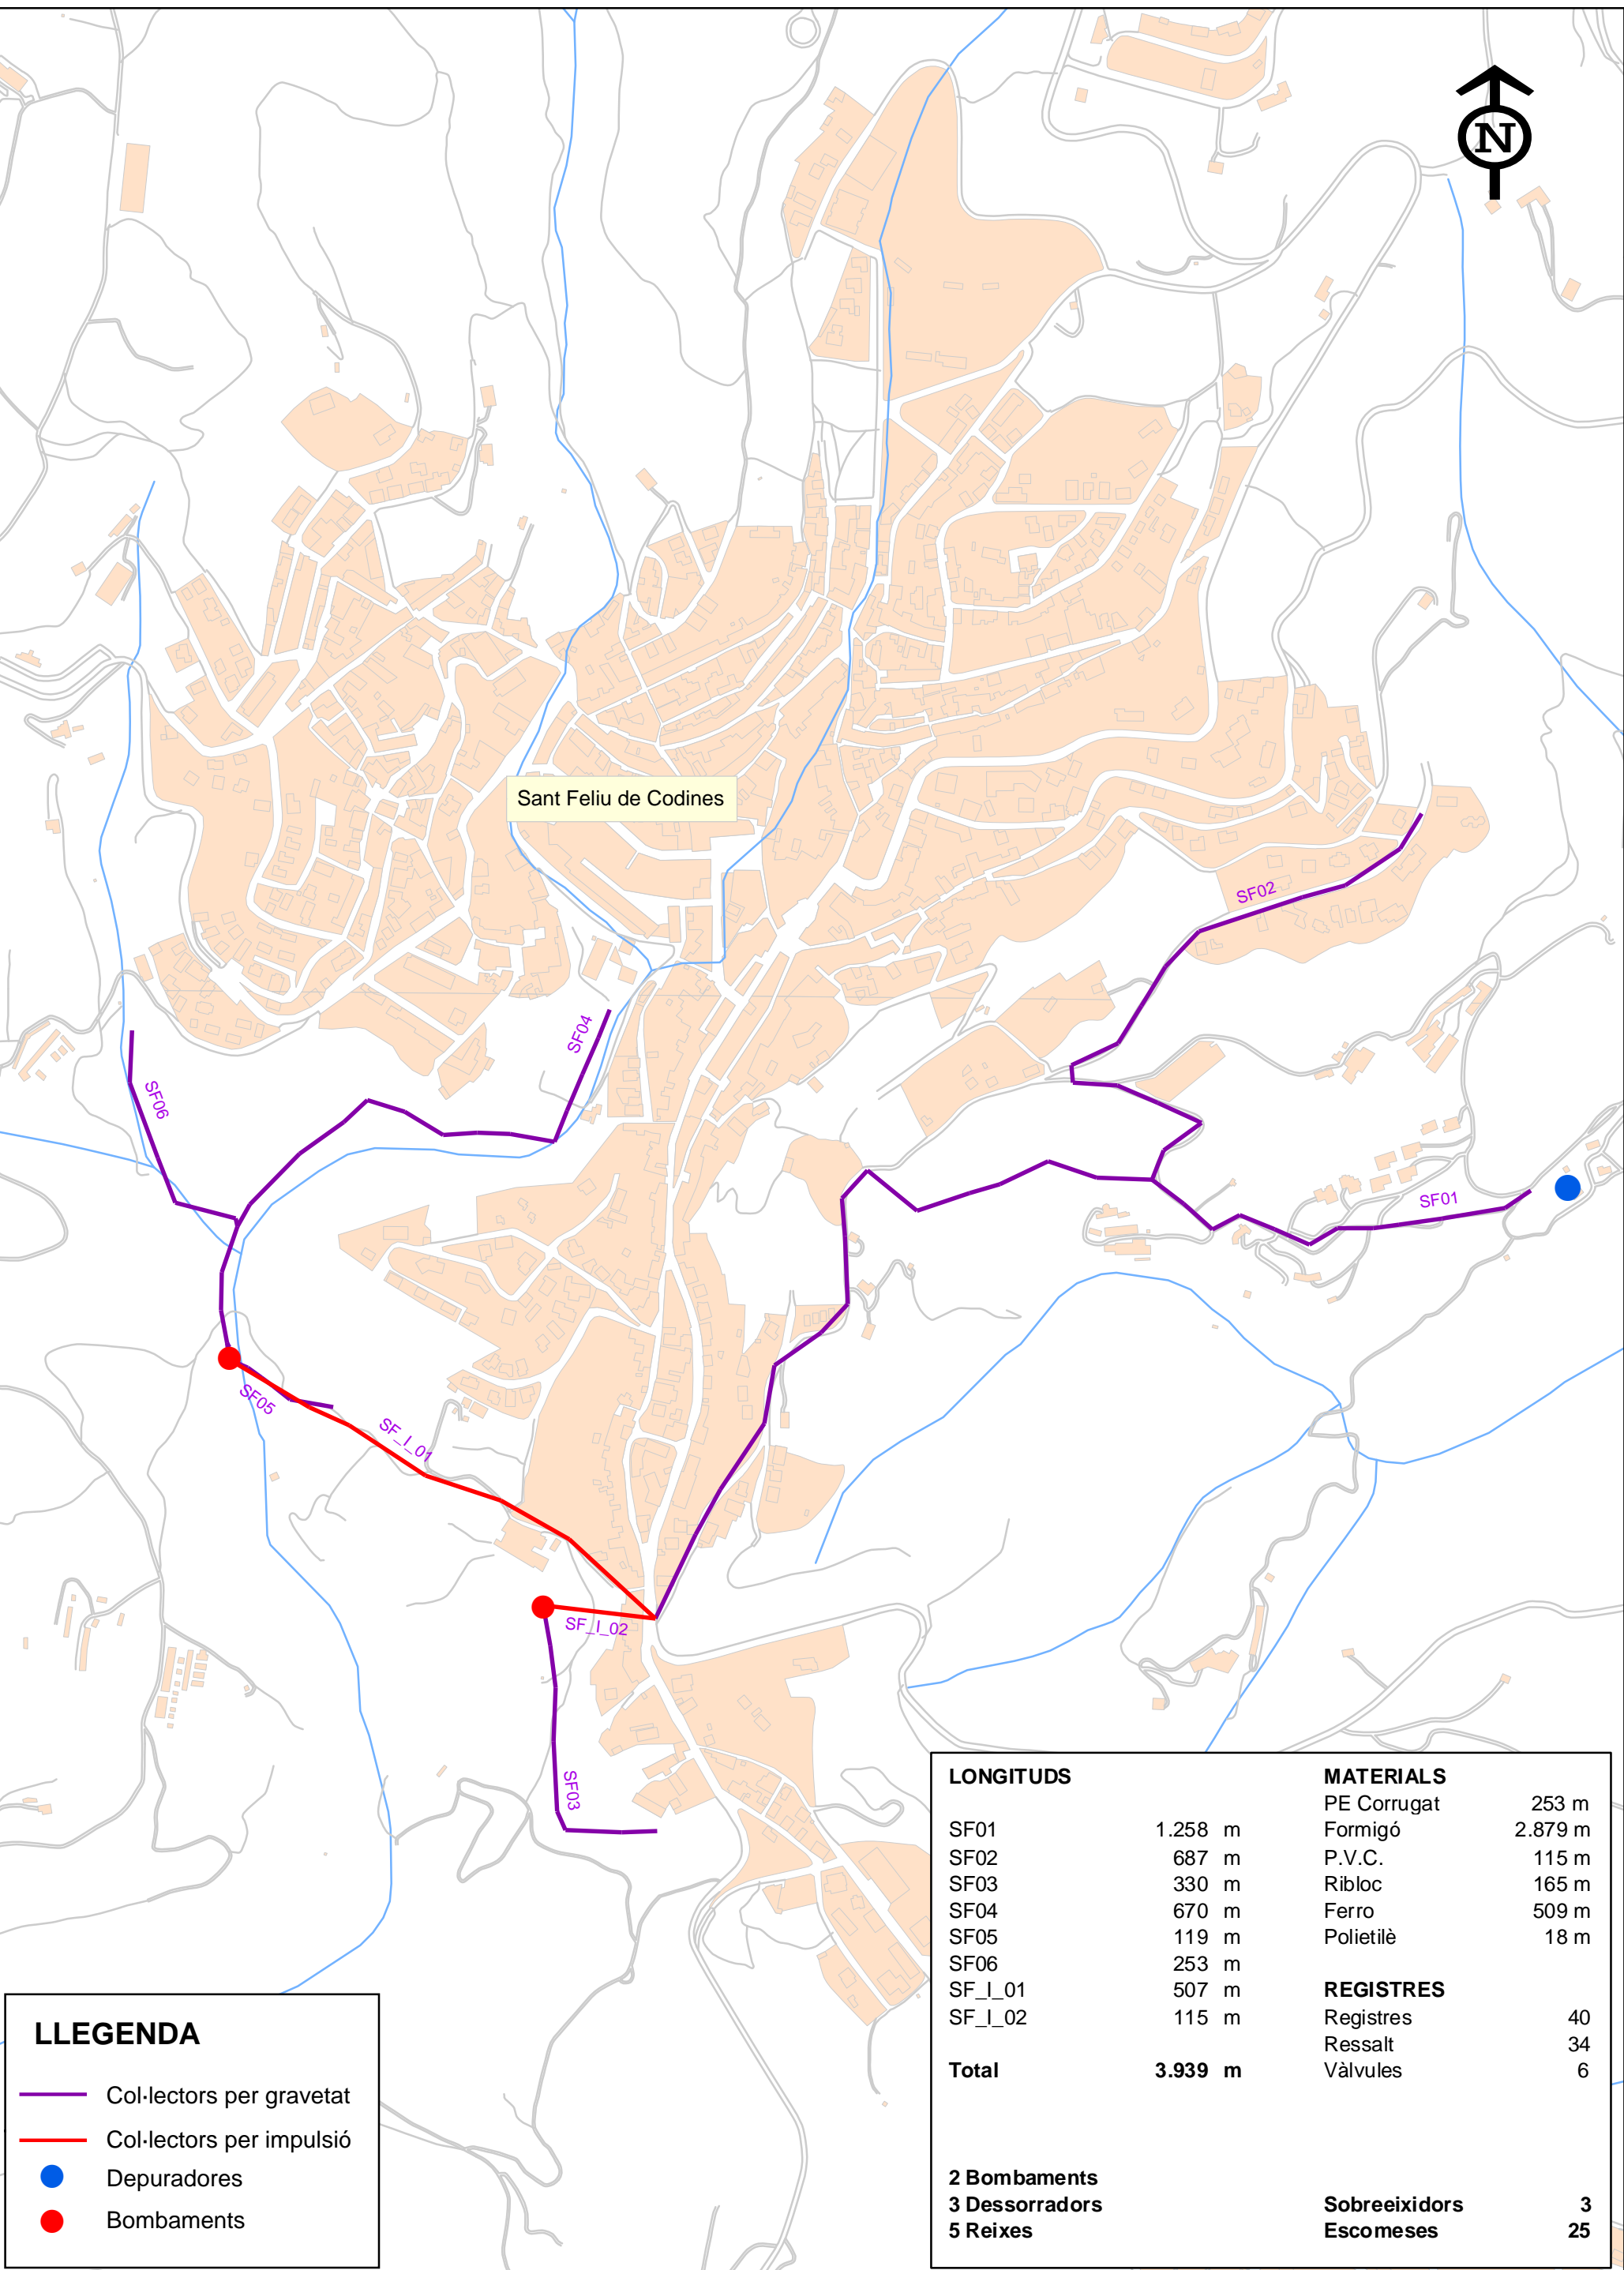 N
Sant Feliu de Codines
SF02
SF04
SF06
SF01
SF05
SF_I_01
SF_I_02
SF03
LONGITUDS
SF01 1.258 m
SF02 687 m
SF03 330 m
SF04 670 m
SF05 119 m
SF06 253 m
SF_I_01 507 m
SF_I_02 115 m
Total 3.939 m
MATERIALS
PE Corrugat 253 m
Formigó 2.879 m
P.V.C. 115 m
Ribloc 165 m
Ferro 509 m
Polietilè 18 m
REGISTRES
Registres 40
Ressalt 34
Vàlvules 6
2 Bombaments
3 Dessorradors
5 Reixes
Sobreeixidors 3
Escomeses 25
LLEGENDA
Col·lectors per gravetat
Col·lectors per impulsió
Depuradores
Bombaments